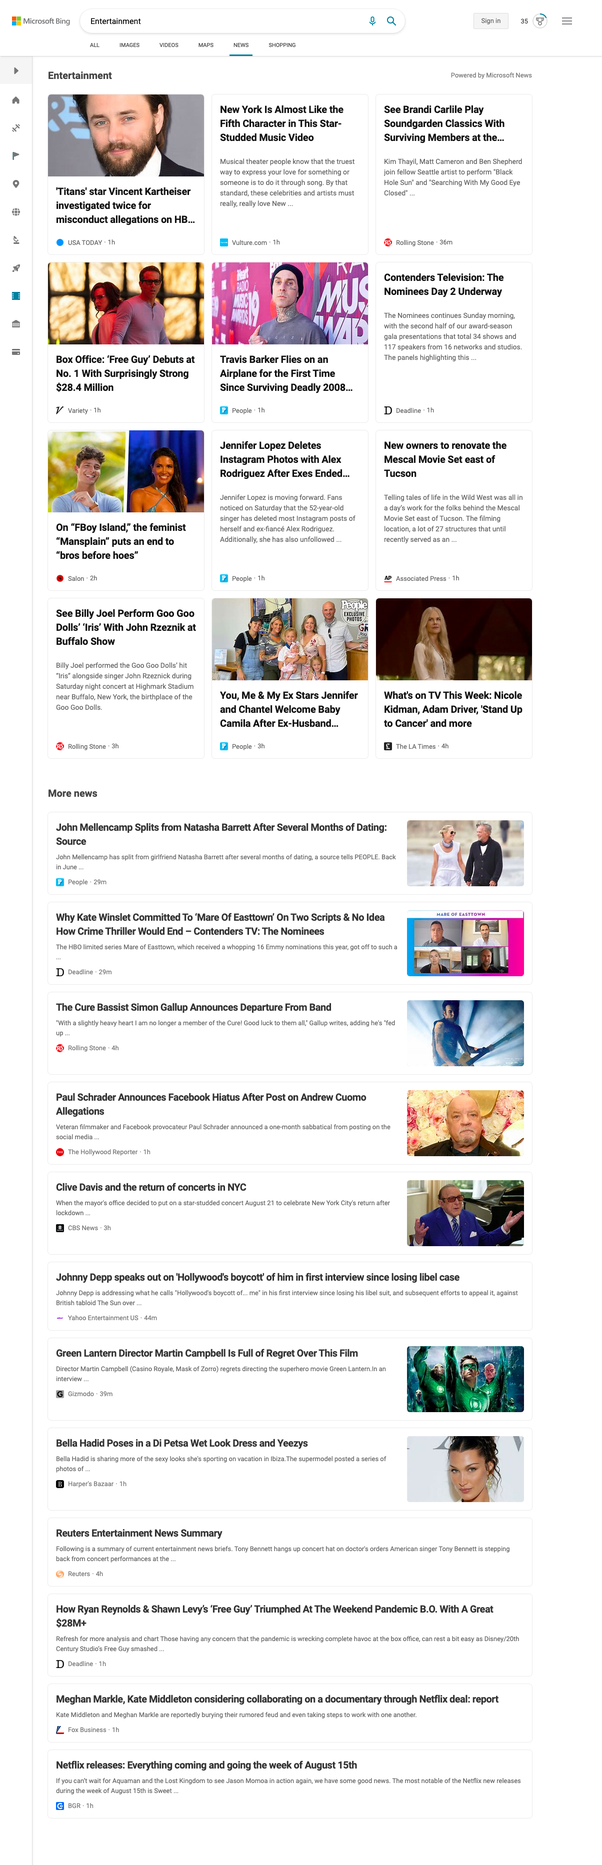 Microsoft Bing
Entertainment
Sign in
35
ALL IMAGES VIDEOS MAPS NEWS SHOPPING
Entertainment
Powered by Microsoft News
'Titans' star Vincent Kartheiser
investigated twice for
misconduct allegations on HB...
USA TODAY · 1h
New York Is Almost Like the
Fifth Character in This Star-
Studded Music Video
Musical theater people know that the truest
way to express your love for something or
someone is to do it through song. By that
standard, these celebrities and artists must
really, really love New ...
Vulture.com · 1h
See Brandi Carlile Play
Soundgarden Classics With
Surviving Members at the...
Kim Thayil, Matt Cameron and Ben Shepherd
join fellow Seattle artist to perform "Black
Hole Sun" and "Searching With My Good Eye
Closed" ...
Rolling Stone · 36m
Box Office: 'Free Guy' Debuts at
No. 1 With Surprisingly Strong
$28.4 Million
Variety · 1h
Travis Barker Flies on an
Airplane for the First Time
Since Surviving Deadly 2008...
People · 1h
Contenders Television: The
Nominees Day 2 Underway
The Nominees continues Sunday morning,
with the second half of our award-season
gala presentations that total 34 shows and
117 speakers from 16 networks and studios.
The panels highlighting this ...
Deadline · 1h
On "FBoy Island," the feminist
"Mansplain" puts an end to
"bros before hoes"
Salon · 2h
Jennifer Lopez Deletes
Instagram Photos with Alex
Rodriguez After Exes Ended...
Jennifer Lopez is moving forward. Fans
noticed on Saturday that the 52-year-old
singer has deleted most Instagram posts of
herself and ex-fiancé Alex Rodriguez.
Additionally, she has also unfollowed ...
People · 1h
New owners to renovate the
Mescal Movie Set east of
Tucson
Telling tales of life in the Wild West was all in
a day's work for the folks behind the Mescal
Movie Set east of Tucson. The filming
location, a lot of 27 structures that until
recently served as an ...
Associated Press · 1h
See Billy Joel Perform Goo Goo
Dolls' 'Iris' With John Rzeznik at
Buffalo Show
Billy Joel performed the Goo Goo Dolls' hit
"Iris" alongside singer John Rzeznik during
Saturday night concert at Highmark Stadium
near Buffalo, New York, the birthplace of the
Goo Goo Dolls.
Rolling Stone · 3h
People
EXCLUSIVE
PHOTOS
You, Me & My Ex Stars Jennifer
and Chantel Welcome Baby
Camila After Ex-Husband...
People · 3h
What's on TV This Week: Nicole
Kidman, Adam Driver, 'Stand Up
to Cancer' and more
The LA Times · 4h
More news
John Mellencamp Splits from Natasha Barrett After Several Months of Dating:
Source
John Mellencamp has split from girlfriend Natasha Barrett after several months of dating, a source tells PEOPLE. Back
in June ...
People · 29m
Why Kate Winslet Committed To 'Mare Of Easttown' On Two Scripts & No Idea
How Crime Thriller Would End – Contenders TV: The Nominees
The HBO limited series Mare of Easttown, which received a whopping 16 Emmy nominations this year, got off to such a
...
Deadline · 29m
MARE OF EASTTOWN
The Cure Bassist Simon Gallup Announces Departure From Band
"With a slightly heavy heart I am no longer a member of the Cure! Good luck to them all," Gallup writes, adding he's "fed
up ...
Rolling Stone · 4h
Paul Schrader Announces Facebook Hiatus After Post on Andrew Cuomo
Allegations
Veteran filmmaker and Facebook provocateur Paul Schrader announced a one-month sabbatical from posting on the
social media ...
The Hollywood Reporter · 1h
Clive Davis and the return of concerts in NYC
When the mayor's office decided to put on a star-studded concert August 21 to celebrate New York City's return after
lockdown ...
CBS News · 3h
Johnny Depp speaks out on 'Hollywood's boycott' of him in first interview since losing libel case
Johnny Depp is addressing what he calls "Hollywood's boycott of... me" in his first interview since losing his libel suit, and subsequent efforts to appeal it, against
British tabloid The Sun over ...
Yahoo Entertainment US · 44m
Green Lantern Director Martin Campbell Is Full of Regret Over This Film
Director Martin Campbell (Casino Royale, Mask of Zorro) regrets directing the superhero movie Green Lantern.In an
interview ...
Gizmodo · 39m
Bella Hadid Poses in a Di Petsa Wet Look Dress and Yeezys
Bella Hadid is sharing more of the sexy looks she's sporting on vacation in Ibiza.The supermodel posted a series of
photos of ...
Harper's Bazaar · 1h
Reuters Entertainment News Summary
Following is a summary of current entertainment news briefs. Tony Bennett hangs up concert hat on doctor's orders American singer Tony Bennett is stepping
back from concert performances at the ...
Reuters · 4h
How Ryan Reynolds & Shawn Levy's 'Free Guy' Triumphed At The Weekend Pandemic B.O. With A Great
$28M+
Refresh for more analysis and chart Those having any concern that the pandemic is wrecking complete havoc at the box office, can rest a bit easy as Disney/20th
Century Studio's Free Guy smashed ...
Deadline · 1h
Meghan Markle, Kate Middleton considering collaborating on a documentary through Netflix deal: report
Kate Middleton and Meghan Markle are reportedly burying their rumored feud and even taking steps to work with one another.
Fox Business · 1h
Netflix releases: Everything coming and going the week of August 15th
If you can't wait for Aquaman and the Lost Kingdom to see Jason Momoa in action again, we have some good news. The most notable of the Netflix new releases
during the week of August 15th is Sweet ...
BGR · 1h